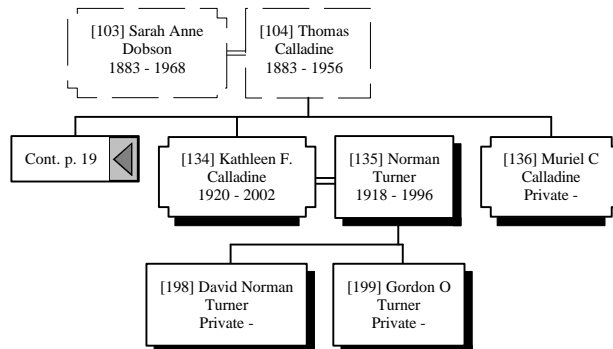 [103] Sarah Anne
Dobson
1883 - 1968
[104] Thomas
Calladine
1883 - 1956
Cont. p. 19
[134] Kathleen F.
Calladine
1920 - 2002
[135] Norman
Turner
1918 - 1996
[136] Muriel C
Calladine
Private -
[198] David Norman
Turner
Private -
[199] Gordon O
Turner
Private -